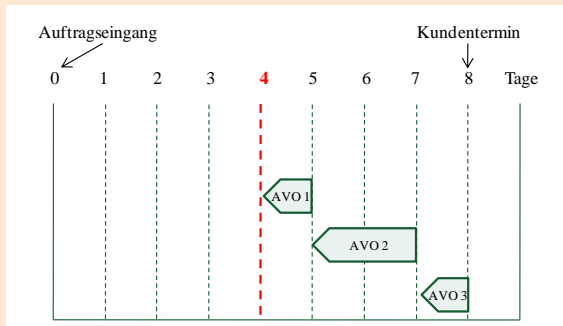 Auftragseingang Kundentermin
0 1 2 3 4 5 6 7 8 Tage
AVO 1
AVO 2
AVO 3